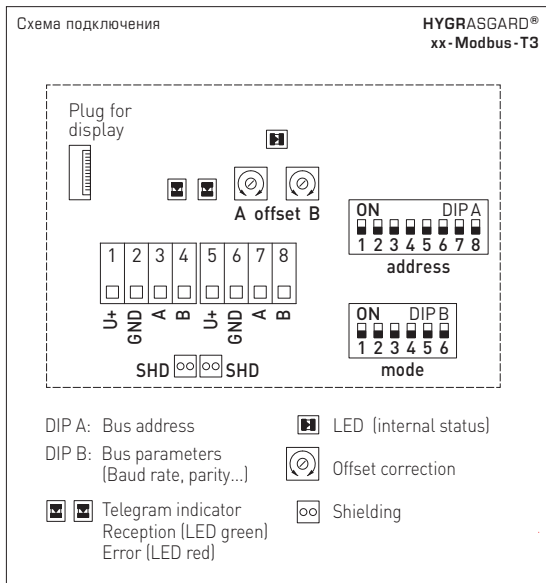 Схема подключения
HYGRASGARD®
xx-Modbus-T3
Plug for
display
A offset B
ON DIP A
1 2 3 4 5 6 7 8
address
1 2 3 4 5 6 7 8
U+ GND A B U+ GND A B
ON DIP B
1 2 3 4 5 6
mode
SHD SHD
DIP A: Bus address
DIP B: Bus parameters
(Baud rate, parity...)
Telegram indicator
Reception (LED green)
Error (LED red)
LED (internal status)
Offset correction
Shielding